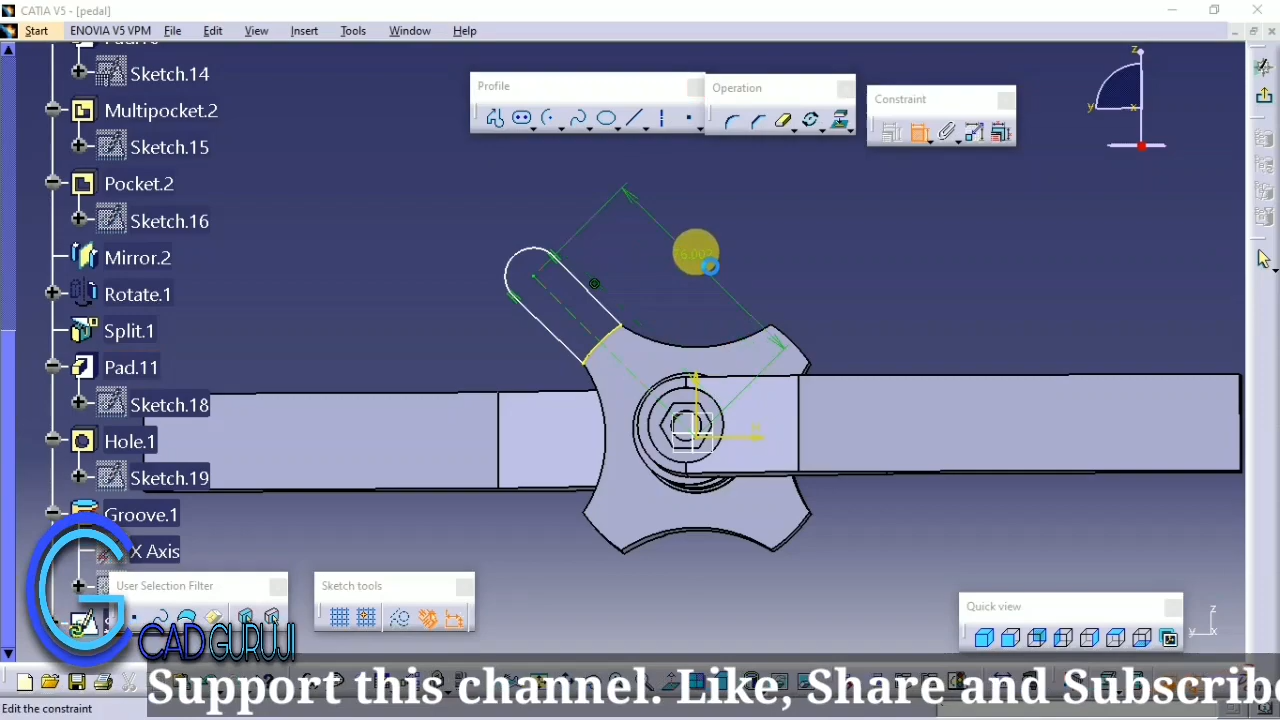 CATIA V5 - [pedal]
Start ENOVIA V5 VPM File Edit View Insert Tools Window Help
Sketch.14
Multipocket.2
Sketch.15
Pocket.2
Sketch.16
Mirror.2
Rotate.1
Split.1
Pad.11
Sketch.18
Hole.1
Sketch.19
Groove.1
X Axis
Profile
Operation
Constraint
z
y
x
User Selection Filter
Sketch tools
Quick view
z
y
x
CAD GURUJI
Support this channel. Like, Share and Subscribe
Edit the constraint